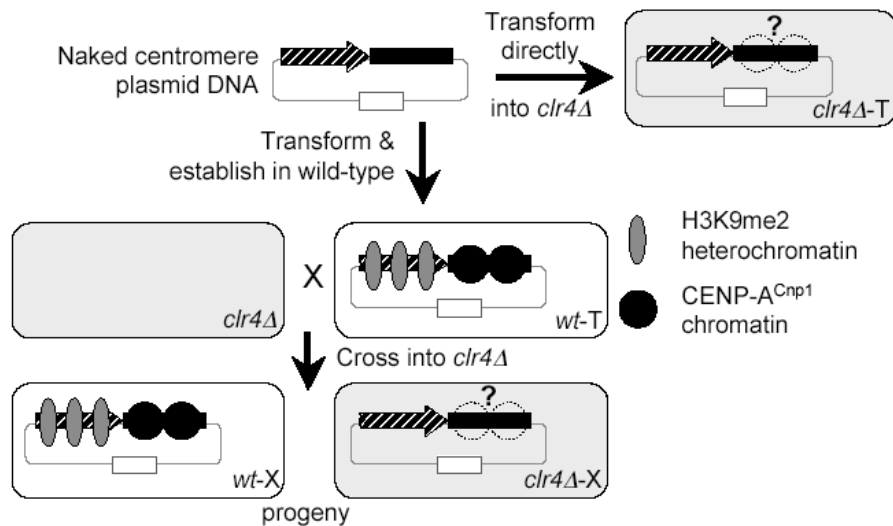 Naked centromere
plasmid DNA
Transform
directly
into clr4Δ
?
clr4Δ-T
Transform &
establish in wild-type
clr4Δ
X
wt-T
H3K9me2
heterochromatin
CENP-A^Cnp1
chromatin
Cross into clr4Δ
wt-X
?
clr4Δ-X
progeny